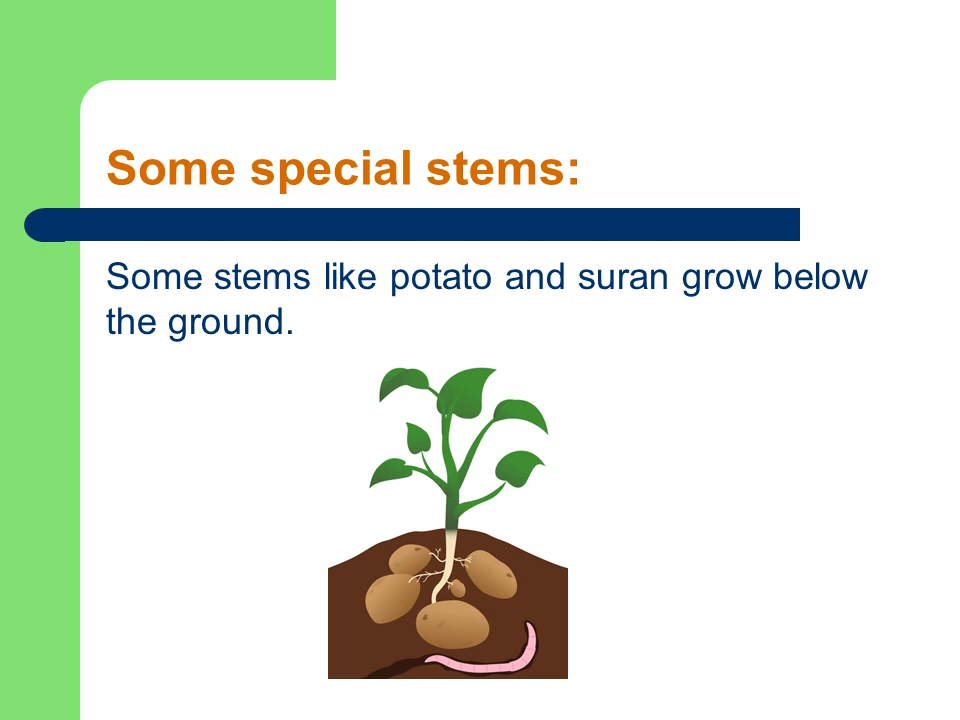 Some special stems:
Some stems like potato and suran grow below
the ground.